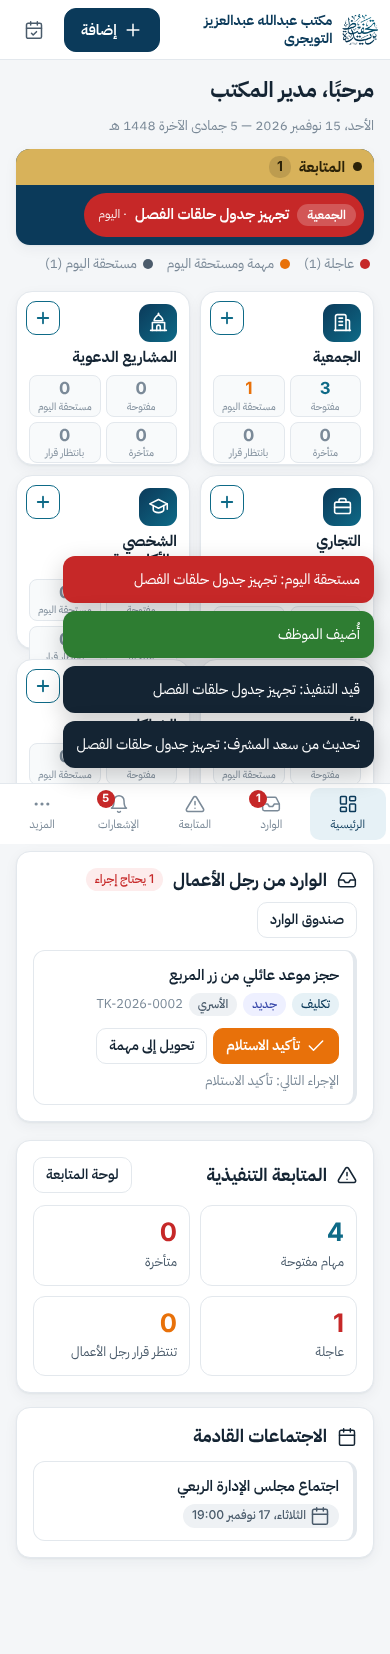 مكتب عبدالله عبدالعزيز
التويجري
إضافة
مرحبًا، مدير المكتب
الأحد، 15 نوفمبر 2026 — 5 جمادى الآخرة 1448 هـ
المتابعة 1
الجمعية تجهيز جدول حلقات الفصل · اليوم
عاجلة (1) مهمة ومستحقة اليوم مستحقة اليوم (1)
الجمعية
3 1
مفتوحة مستحقة اليوم
0 0
متأخرة بانتظار قرار
المشاريع الدعوية
0 0
مفتوحة مستحقة اليوم
0 0
متأخرة بانتظار قرار
التجاري
الشخصي
مستحقة اليوم: تجهيز جدول حلقات الفصل
أُضيف الموظف
قيد التنفيذ: تجهيز جدول حلقات الفصل
تحديث من سعد المشرف: تجهيز جدول حلقات الفصل
مفتوحة مستحقة اليوم مفتوحة مستحقة اليوم
الرئيسية
1 الوارد
المتابعة
5 الإشعارات
المزيد
الوارد من رجل الأعمال 1 يحتاج إجراء
صندوق الوارد
حجز موعد عائلي من زر المربع
تكليف جديد الأسري TK-2026-0002
تأكيد الاستلام تحويل إلى مهمة
الإجراء التالي: تأكيد الاستلام
المتابعة التنفيذية لوحة المتابعة
4 0
مهام مفتوحة متأخرة
1 0
عاجلة تنتظر قرار رجل الأعمال
الاجتماعات القادمة
اجتماع مجلس الإدارة الربعي
الثلاثاء، 17 نوفمبر 19:00